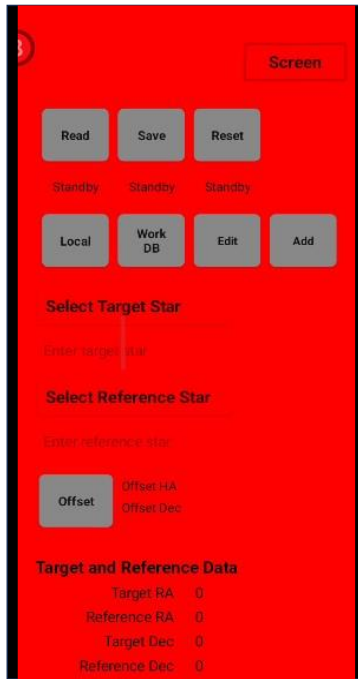 Screen
Read Save Reset
Standby Standby Standby
Local Work DB Edit Add
Select Target Star
Enter target star
Select Reference Star
Enter reference star
Offset
Offset HA
Offset Dec
Target and Reference Data
Target RA 0
Reference RA 0
Target Dec 0
Reference Dec 0